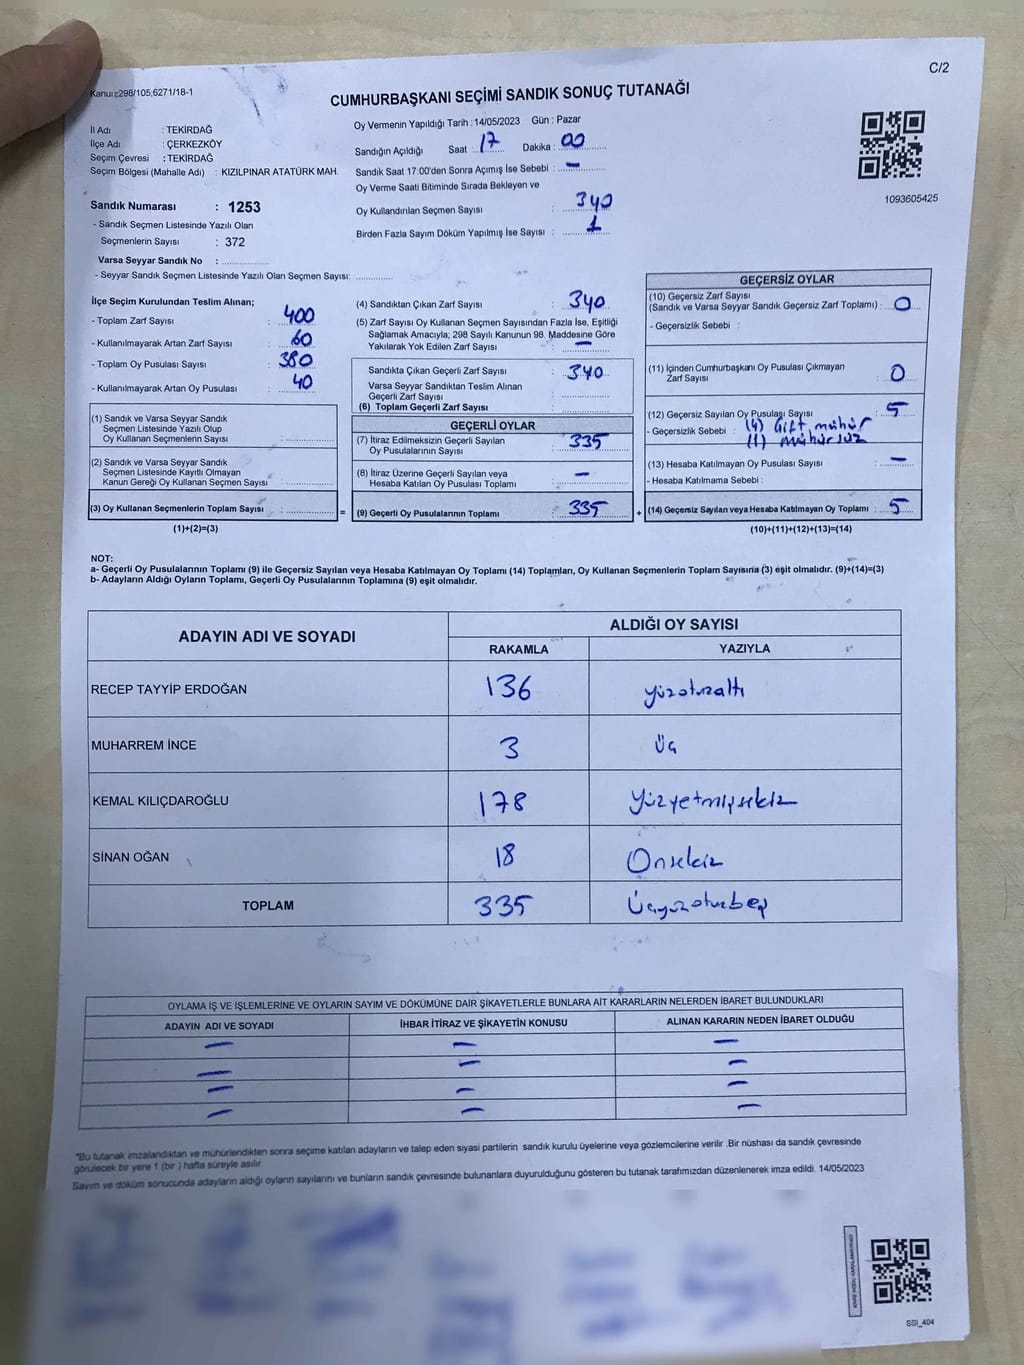 C/2
Kanun:298/105;6271/18-1
CUMHURBAŞKANI SEÇİMİ SANDIK SONUÇ TUTANAĞI
İl Adı : TEKİRDAĞ
İlçe Adı : ÇERKEZKÖY
Seçim Çevresi : TEKİRDAĞ
Seçim Bölgesi (Mahalle Adı) : KIZILPINAR ATATÜRK MAH.
Sandık Numarası : 1253
- Sandık Seçmen Listesinde Yazılı Olan
Seçmenlerin Sayısı : 372
Varsa Seyyar Sandık No :
- Seyyar Sandık Seçmen Listesinde Yazılı Olan Seçmen Sayısı:
Oy Vermenin Yapıldığı Tarih : 14/05/2023 Gün : Pazar
Sandığın Açıldığı Saat : 17 Dakika : 00
Sandık Saat 17:00'den Sonra Açımış İse Sebebi : —
Oy Verme Saati Bitiminde Sırada Bekleyen ve
Oy Kullandırılan Seçmen Sayısı : 340
Birden Fazla Sayım Döküm Yapılmış İse Sayısı : 1
1093605425
İlçe Seçim Kurulundan Teslim Alınan;
- Toplam Zarf Sayısı : 400
- Kullanılmayarak Artan Zarf Sayısı : 60
- Toplam Oy Pusulası Sayısı : 380
- Kullanılmayarak Artan Oy Pusulası : 40
(1) Sandık ve Varsa Seyyar Sandık
Seçmen Listesinde Yazılı Olup
Oy Kullanan Seçmenlerin Sayısı :
(2) Sandık ve Varsa Seyyar Sandık
Seçmen Listesinde Kayıtlı Olmayan
Kanun Gereği Oy Kullanan Seçmen Sayısı :
(3) Oy Kullanan Seçmenlerin Toplam Sayısı : =
(1)+(2)=(3)
(4) Sandıktan Çıkan Zarf Sayısı : 340
(5) Zarf Sayısı Oy Kullanan Seçmen Sayısından Fazla İse, Eşitliği
Sağlamak Amacıyla; 298 Sayılı Kanunun 98. Maddesine Göre
Yakılarak Yok Edilen Zarf Sayısı : —
Sandıkta Çıkan Geçerli Zarf Sayısı : 340
Varsa Seyyar Sandıktan Teslim Alınan
Geçerli Zarf Sayısı :
(6) Toplam Geçerli Zarf Sayısı :
GEÇERLİ OYLAR
(7) İtiraz Edilmeksizin Geçerli Sayılan
Oy Pusulalarının Sayısı : 335
(8) İtiraz Üzerine Geçerli Sayılan veya
Hesaba Katılan Oy Pusulası Toplamı : —
(9) Geçerli Oy Pusulalarının Toplamı : 335 +
GEÇERSİZ OYLAR
(10) Geçersiz Zarf Sayısı
(Sandık ve Varsa Seyyar Sandık Geçersiz Zarf Toplamı) : 0
- Geçersizlik Sebebi :
(11) İçinden Cumhurbaşkanı Oy Pusulası Çıkmayan
Zarf Sayısı : 0
(12) Geçersiz Sayılan Oy Pusulası Sayısı : 5
- Geçersizlik Sebebi : (4) Çift mühür
(1) mühürsüz
(13) Hesaba Katılmayan Oy Pusulası Sayısı : —
- Hesaba Katılmama Sebebi :
(14) Geçersiz Sayılan veya Hesaba Katılmayan Oy Toplamı : 5
(10)+(11)+(12)+(13)=(14)
NOT:
a- Geçerli Oy Pusulalarının Toplamı (9) ile Geçersiz Sayılan veya Hesaba Katılmayan Oy Toplamı (14) Toplamları, Oy Kullanan Seçmenlerin Toplam Sayısına (3) eşit olmalıdır. (9)+(14)=(3)
b- Adayların Aldığı Oyların Toplamı, Geçerli Oy Pusulalarının Toplamına (9) eşit olmalıdır.
ADAYIN ADI VE SOYADI
ALDIĞI OY SAYISI
RAKAMLA YAZIYLA
RECEP TAYYİP ERDOĞAN 136 yüzotuzaltı
MUHARREM İNCE 3 üç
KEMAL KILIÇDAROĞLU 178 yüzyetmişsekiz
SİNAN OĞAN 18 Onsekiz
TOPLAM 335 Üçyüzotuzbeş
OYLAMA İŞ VE İŞLEMLERİNE VE OYLARIN SAYIM VE DÖKÜMÜNE DAİR ŞİKAYETLERLE BUNLARA AİT KARARLARIN NELERDEN İBARET BULUNDUKLARI
ADAYIN ADI VE SOYADI İHBAR İTİRAZ VE ŞİKAYETİN KONUSU ALINAN KARARIN NEDEN İBARET OLDUĞU
— — —
— — —
— — —
— — —
*Bu tutanak imzalandıktan ve mühürlendikten sonra seçime katılan adayların ve talep eden siyasi partilerin sandık kurulu üyelerine veya gözlemcilerine verilir .Bir nüshası da sandık çevresinde
görülecek bir yere 1 (bir ) hafta süreyle asılır.
Sayım ve döküm sonucunda adayların aldığı oyların sayılarını ve bunların sandık çevresinde bulunanlara duyurulduğunu gösteren bu tutanak tarafımızdan düzenlenerek imza edildi. 14/05/2023
SSI_404